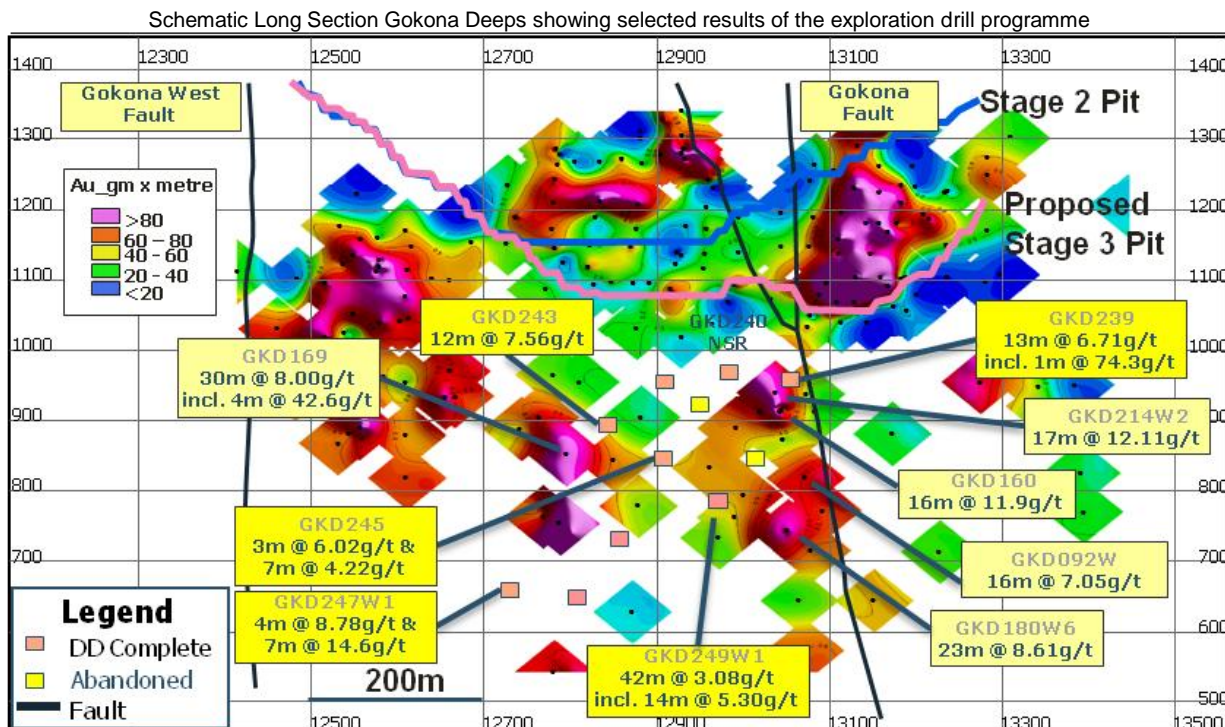 Schematic Long Section Gokona Deeps showing selected results of the exploration drill programme
12300 12500 12700 12900 13100 13300
1400 1400
1300 1300
1200 1200
1100 1100
1000 1000
900 900
800 800
700 700
600 600
500
Gokona West
Fault
Gokona
Fault
Stage 2 Pit
Proposed
Stage 3 Pit
Au_gm x metre
>80
60 – 80
40 – 60
20 – 40
<20
GKD243
12m @ 7.56g/t
GKD240
NSR
GKD239
13m @ 6.71g/t
incl. 1m @ 74.3g/t
GKD169
30m @ 8.00g/t
incl. 4m @ 42.6g/t
GKD214W2
17m @ 12.11g/t
GKD160
16m @ 11.9g/t
GKD245
3m @ 6.02g/t &
7m @ 4.22g/t
GKD092W
16m @ 7.05g/t
GKD247W1
4m @ 8.78g/t &
7m @ 14.6g/t
GKD180W6
23m @ 8.61g/t
GKD249W1
42m @ 3.08g/t
incl. 14m @ 5.30g/t
Legend
DD Complete
Abandoned
Fault
200m
12500 12700 12900 13100 13300 13500